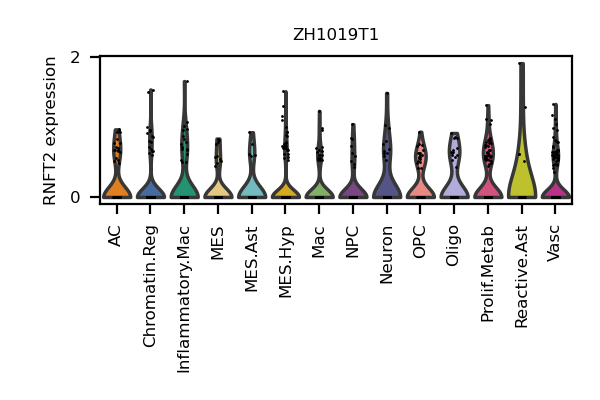 ZH1019T1
RNFT2 expression
2
0
AC
Chromatin.Reg
Inflammatory.Mac
MES
MES.Ast
MES.Hyp
Mac
NPC
Neuron
OPC
Oligo
Prolif.Metab
Reactive.Ast
Vasc